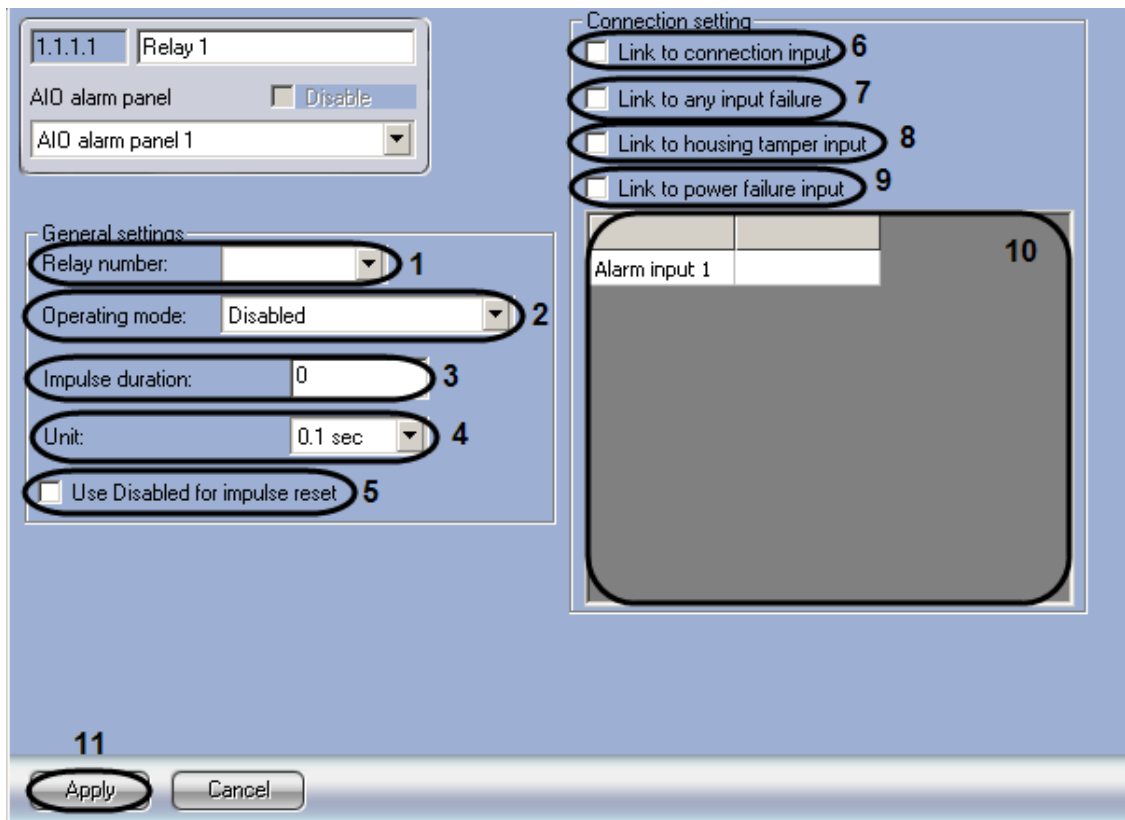 1.1.1.1 Relay 1
AIO alarm panel Disable
AIO alarm panel 1
General settings
Relay number: 1
Operating mode: Disabled 2
Impulse duration: 0 3
Unit: 0.1 sec 4
Use Disabled for impulse reset 5
Connection setting
Link to connection input 6
Link to any input failure 7
Link to housing tamper input 8
Link to power failure input 9
10
Alarm input 1
11
Apply Cancel